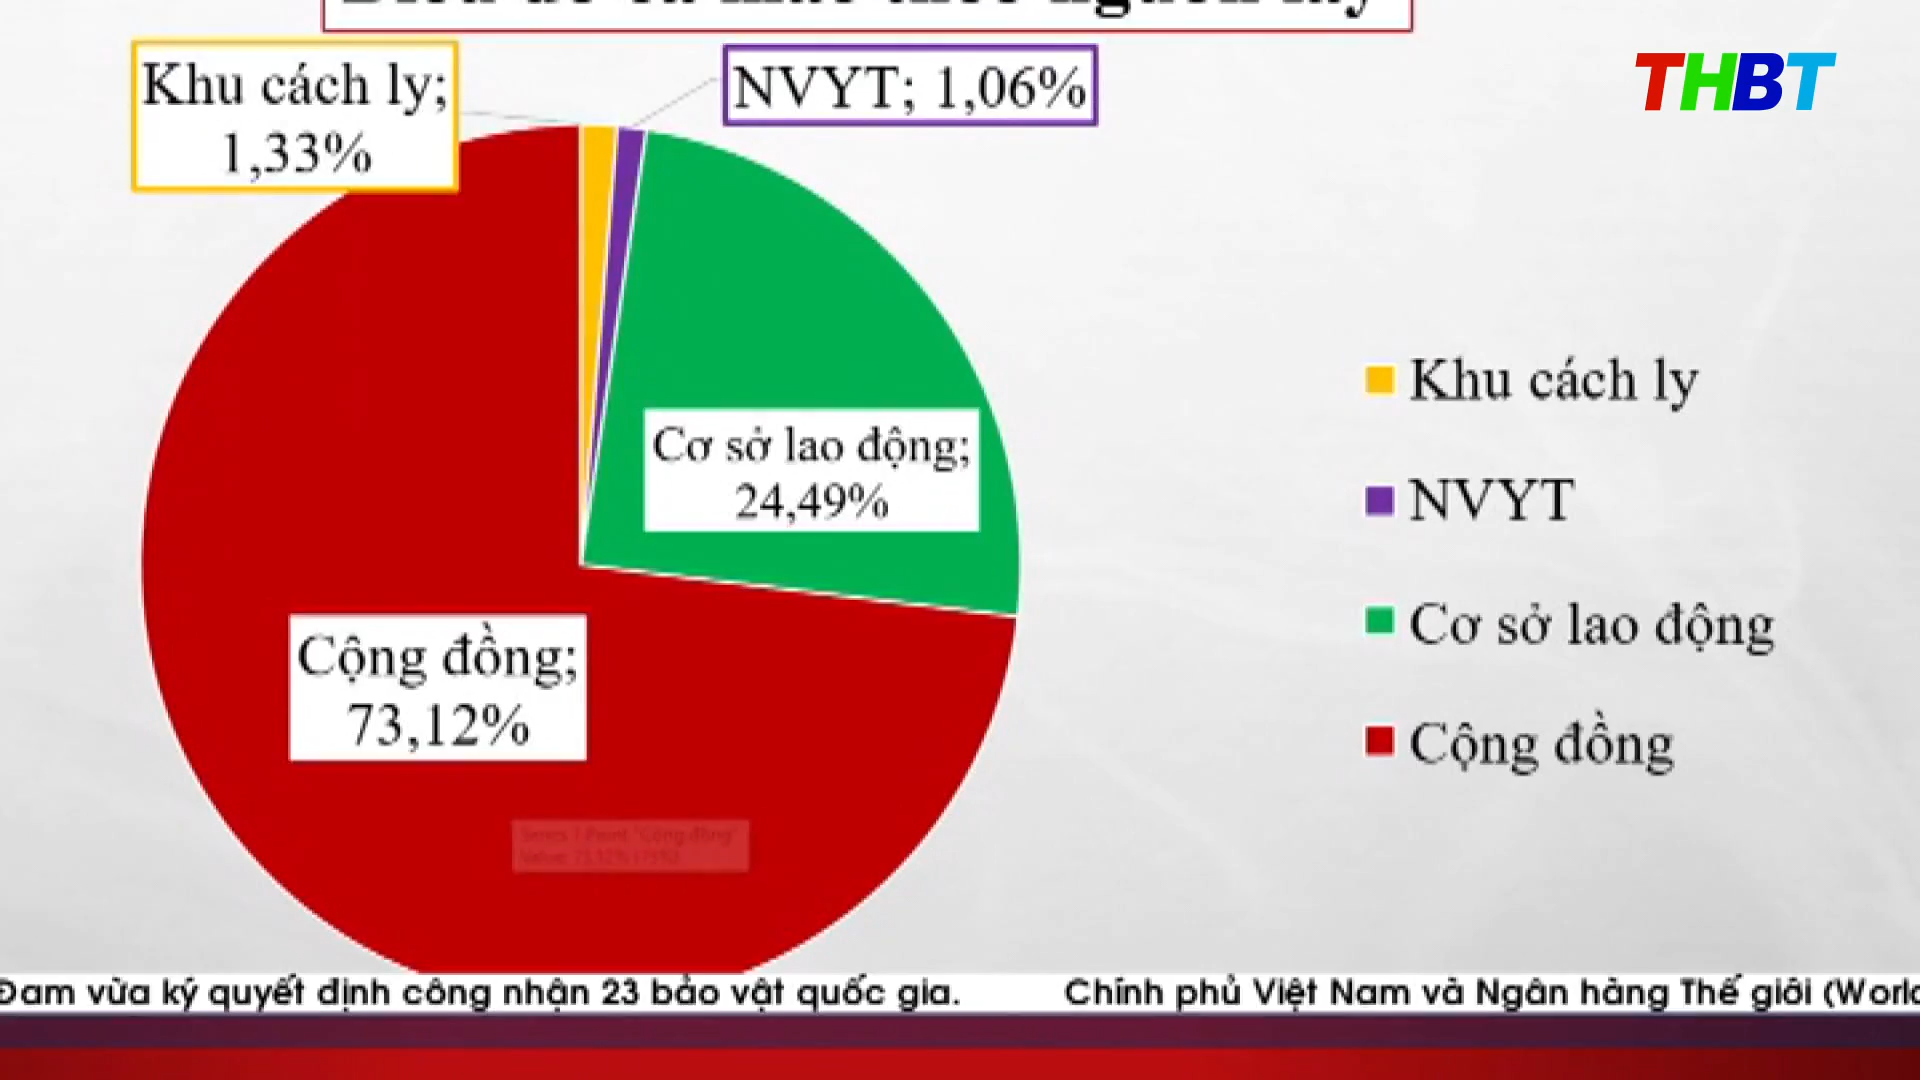 THBT
Khu cách ly;
1,33%
NVYT; 1,06%
Cơ sở lao động;
24,49%
Cộng đồng;
73,12%
Khu cách ly
NVYT
Cơ sở lao động
Cộng đồng
Đam vừa ký quyết định công nhận 23 bảo vật quốc gia. Chính phủ Việt Nam và Ngân hàng Thế giới (World